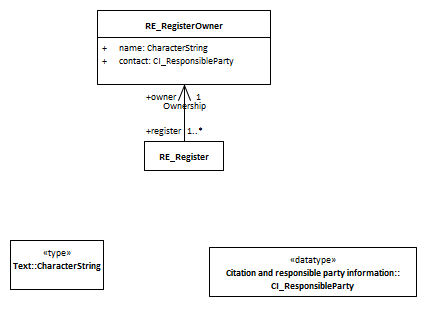 RE_RegisterOwner
+ name: CharacterString
+ contact: CI_ResponsibleParty
+owner 1
Ownership
+register 1..*
RE_Register
«type»
Text::CharacterString
«datatype»
Citation and responsible party information::
CI_ResponsibleParty